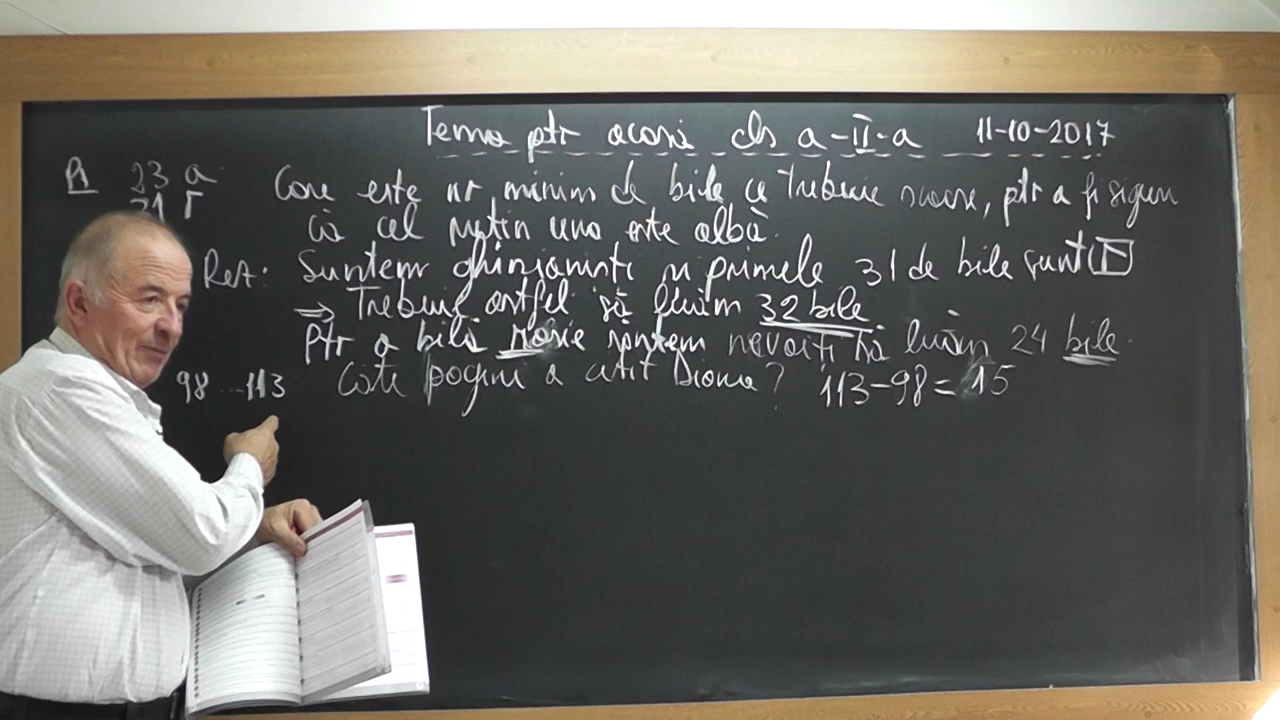 Tema ptr acasă cls a-II-a 11-10-2017
P1 23 a Care este nr minim de bile ce trebuie scoase, ptr a fi siguri
31 r că cel puțin una este albă.
Rez: Suntem ghinioniști și primele 31 de bile sunt r
⇒ Trebuie astfel să luăm 32 bile
Ptr a bilă roșie suntem nevoiți să luăm 24 bile.
98 ... 113 Câte pagini a citit Diana? 113-98=15